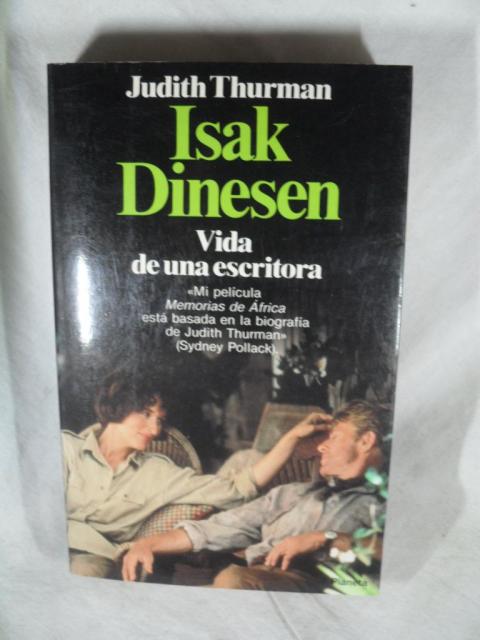 Judith Thurman
Isak
Dinesen
Vida
de una escritora
«Mi película
Memorias de África
está basada en la biografía
de Judith Thurman»
(Sydney Pollack).
Planeta